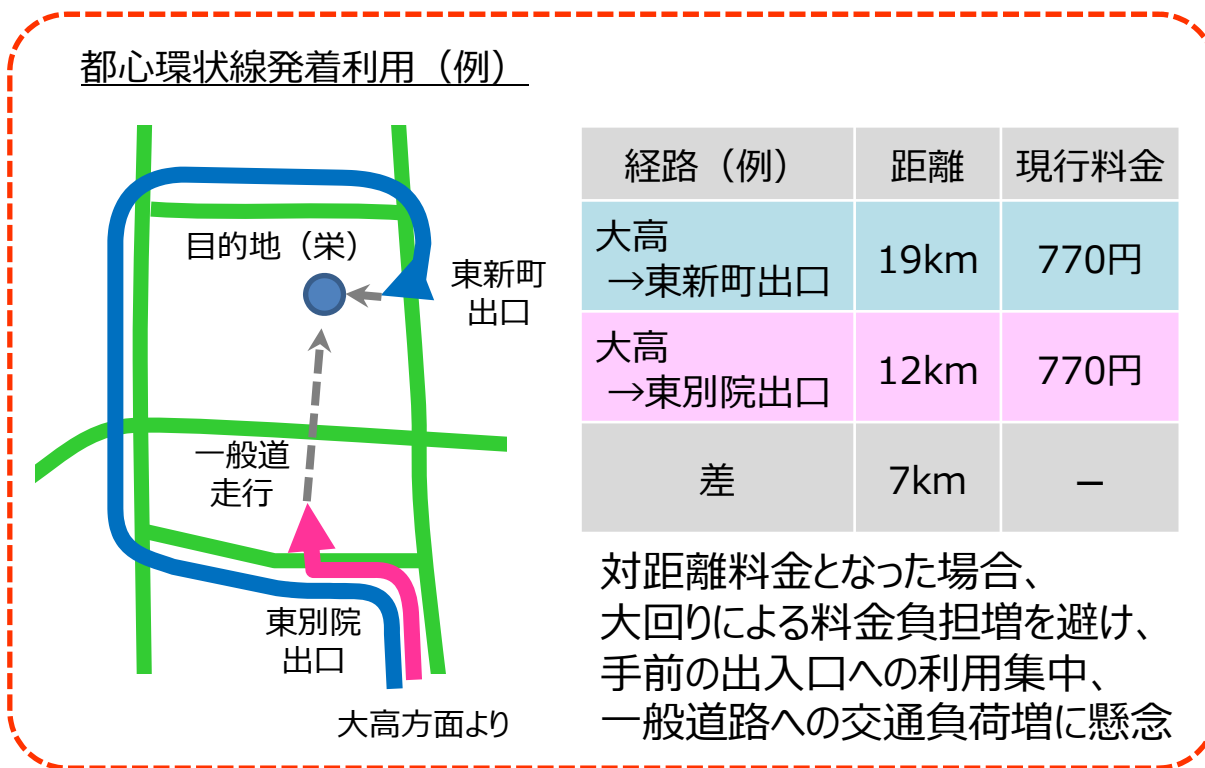 都心環状線発着利用（例）
目的地（栄）
東新町
出口
一般道
走行
東別院
出口
大高方面より
経路（例） 距離 現行料金
大高
→東新町出口 19km 770円
大高
→東別院出口 12km 770円
差 7km －
対距離料金となった場合、
大回りによる料金負担増を避け、
手前の出入口への利用集中、
一般道路への交通負荷増に懸念